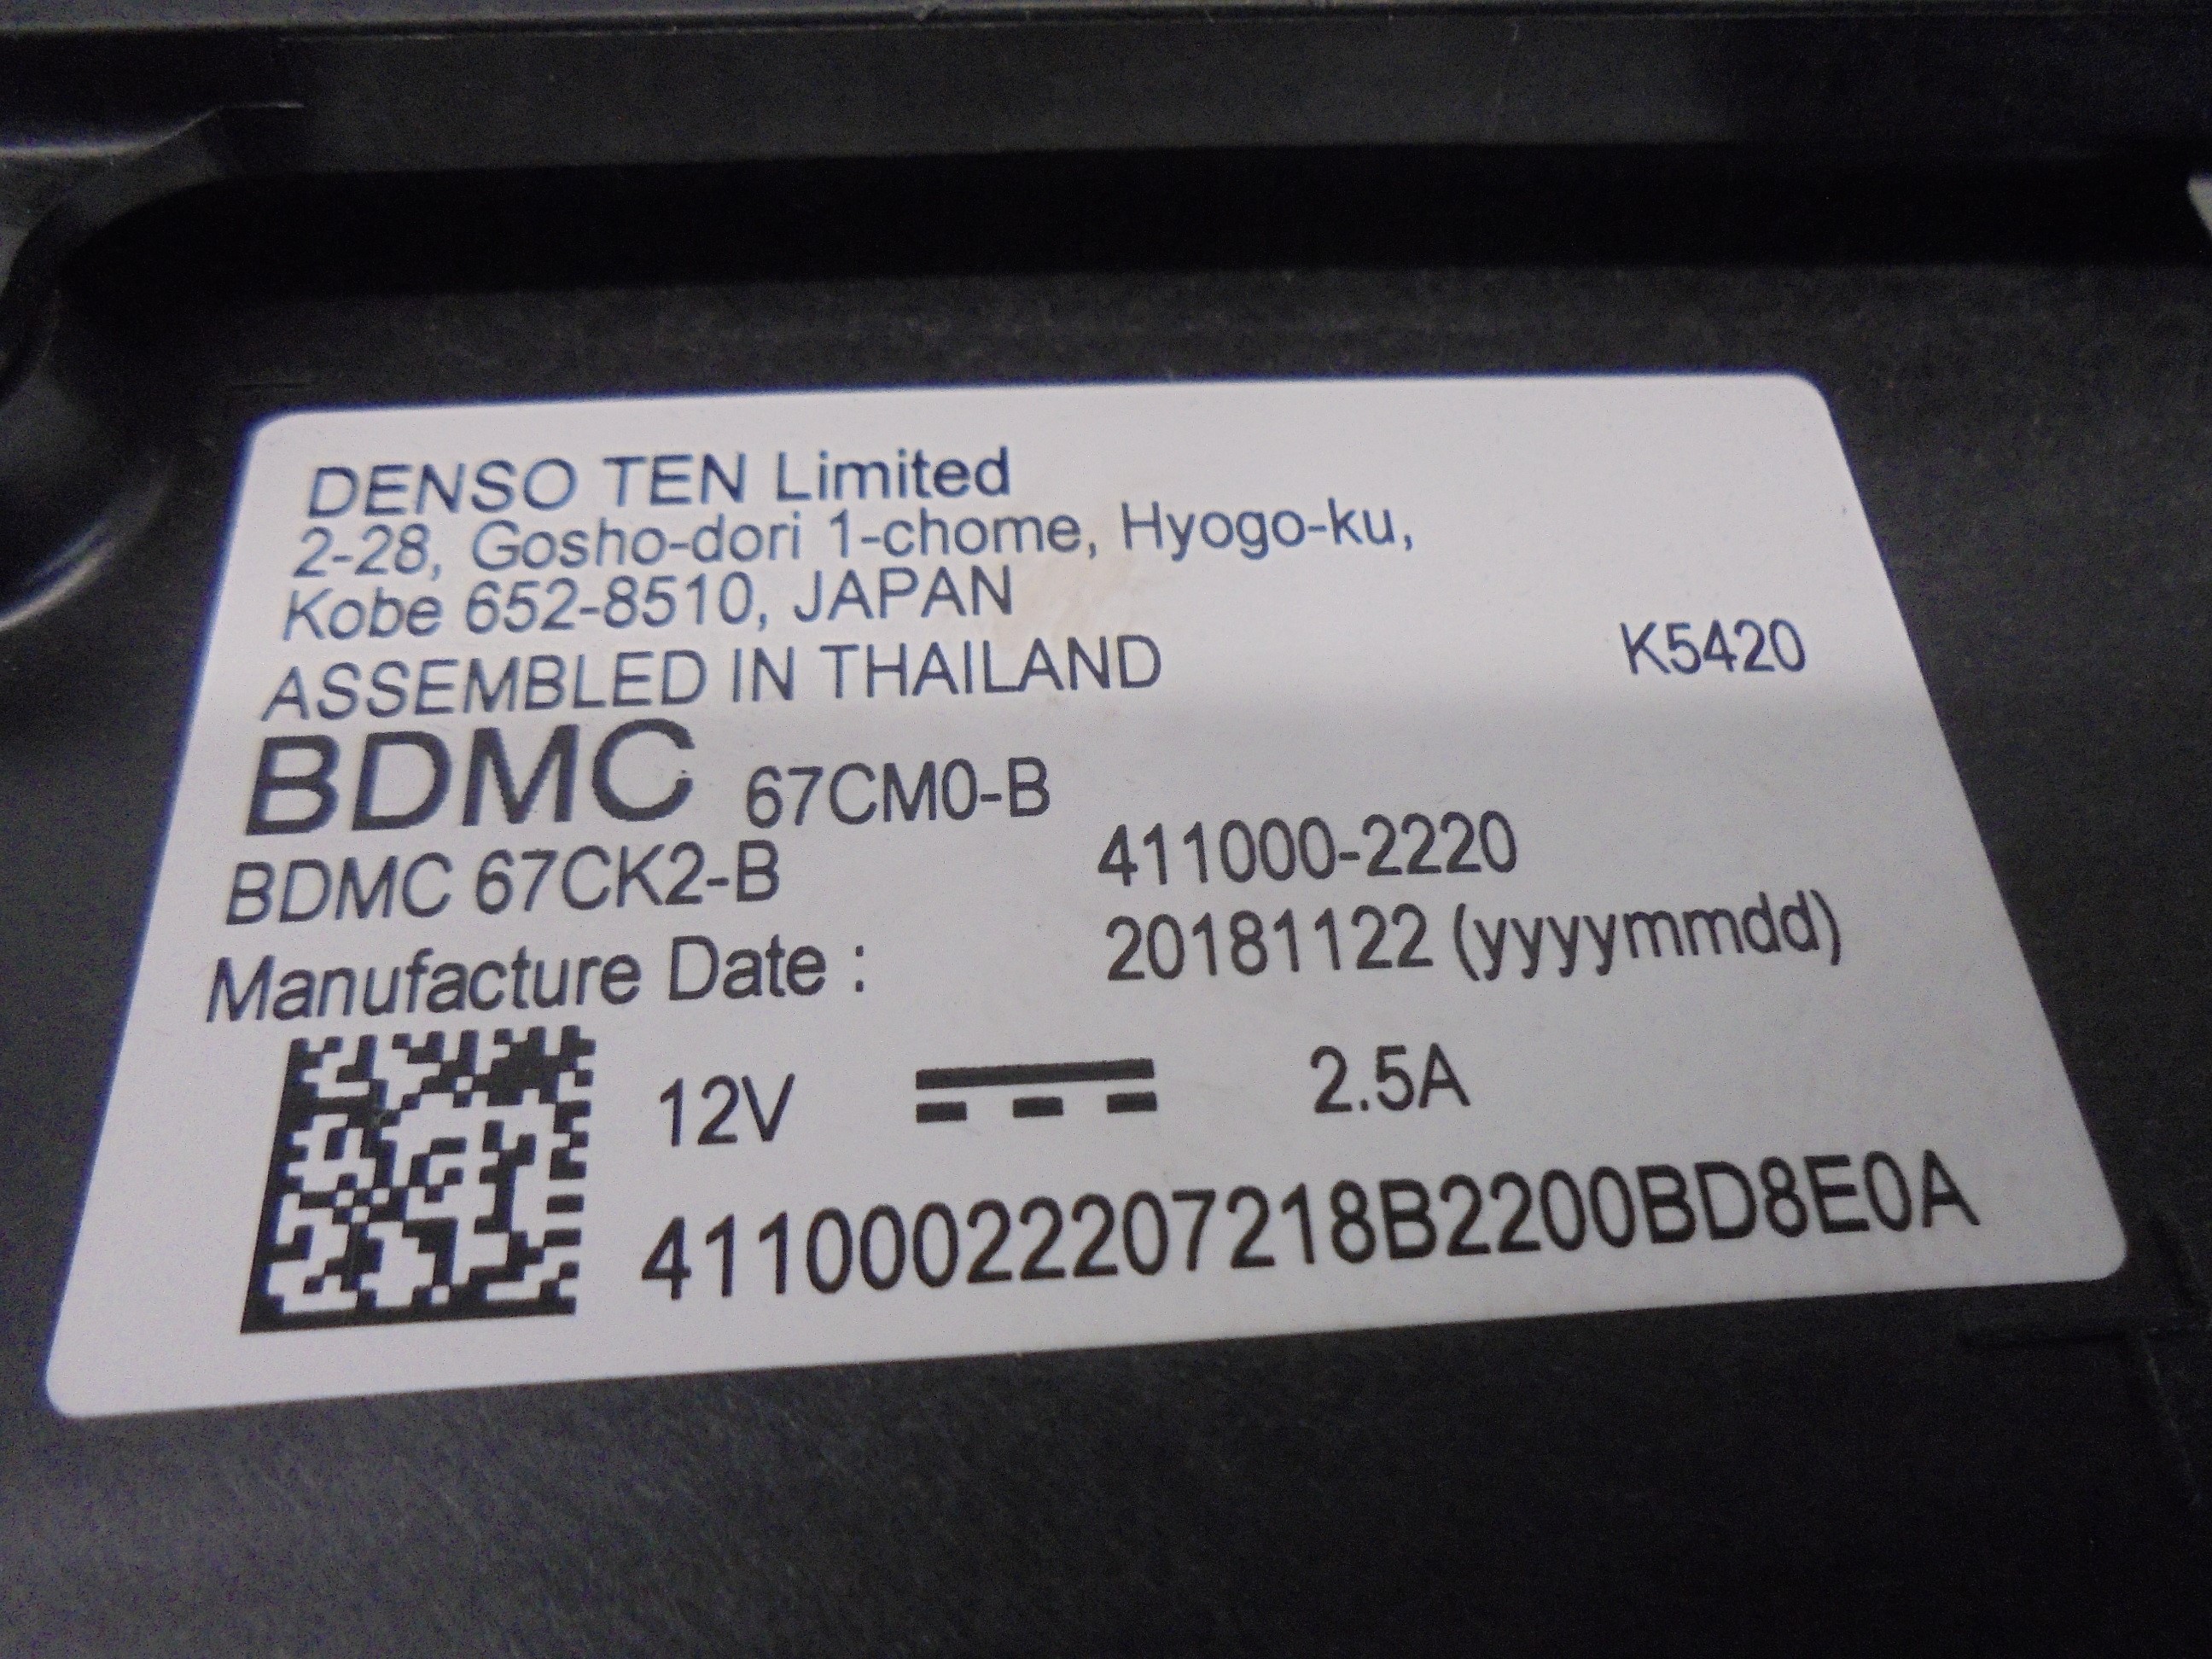 DENSO TEN Limited
2-28, Gosho-dori 1-chome, Hyogo-ku,
Kobe 652-8510, JAPAN
ASSEMBLED IN THAILAND K5420
BDMC 67CM0-B
BDMC 67CK2-B 411000-2220
Manufacture Date : 20181122 (yyyymmdd)
12V 2.5A
41100022207218B2200BD8E0A